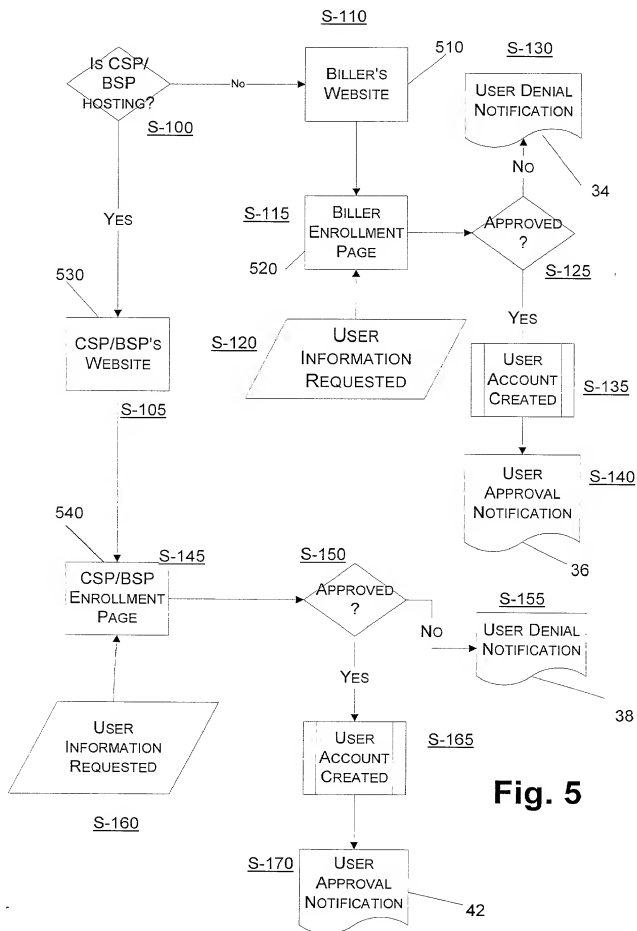 S-110
Is CSP/
BSP
HOSTING?
No
BILLER'S
WEBSITE
510
S-130
USER DENIAL
NOTIFICATION
S-100
34
NO
YES
S-115
BILLER
ENROLLMENT
PAGE
520
APPROVED
?
S-125
530
YES
CSP/BSP'S
WEBSITE
S-120
USER
INFORMATION
REQUESTED
USER
ACCOUNT
CREATED
S-135
S-105
USER
APPROVAL
NOTIFICATION
S-140
36
540
S-145
CSP/BSP
ENROLLMENT
PAGE
S-150
APPROVED
?
S-155
NO
USER DENIAL
NOTIFICATION
38
YES
USER
INFORMATION
REQUESTED
S-160
USER
ACCOUNT
CREATED
S-165
Fig. 5
S-170
USER
APPROVAL
NOTIFICATION
42